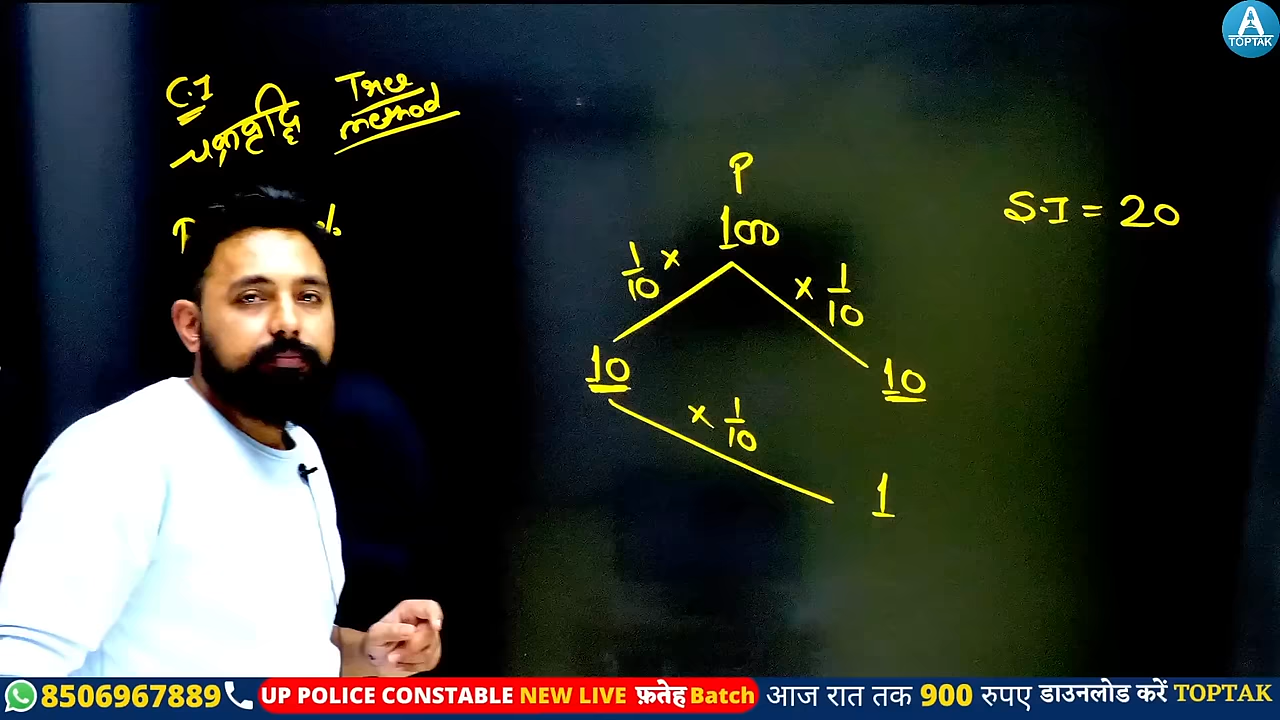 C.I
चक्रवृद्धि
Tree
method
%
P
100
1/10 ×
× 1/10
10
10
× 1/10
1
S.I = 20
A
TOPTAK
8506967889
UP POLICE CONSTABLE NEW LIVE फ़तेह Batch
आज रात तक 900 रुपए डाउनलोड करें TOPTAK